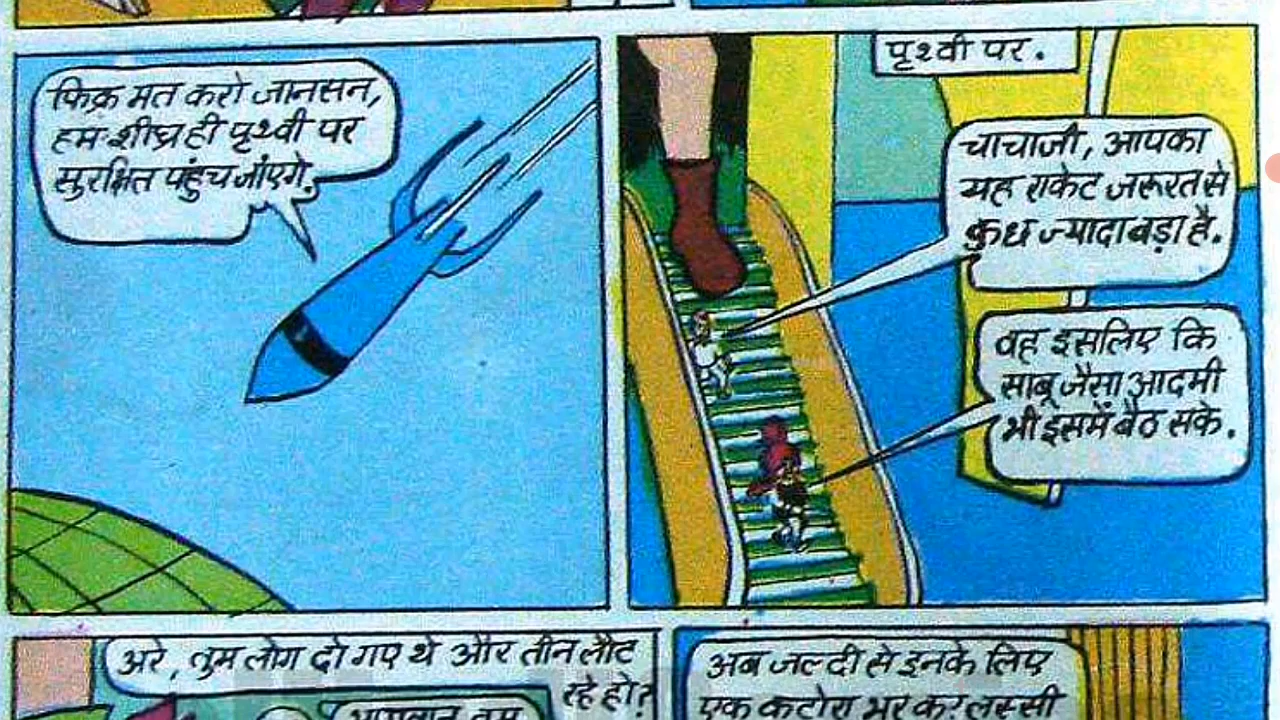 फिक्र मत करो जानसन,
हम शीघ्र ही पृथ्वी पर
सुरक्षित पहुंच जांएगे.
पृथ्वी पर.
चाचाजी, आपका
यह राकेट जरूरत से
कुछ ज्यादा बड़ा है.
वह इसलिए कि
साबू जैसा आदमी
भी इसमें बैठ सके.
अरे, तुम लोग दो गए थे और तीन लौट
रहे हो?
तुम
अब जल्दी से इनके लिए
एक कटोरा भर कर लस्सी